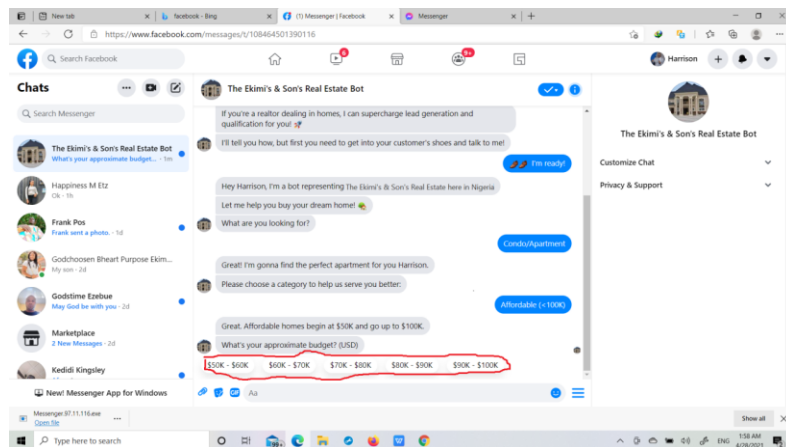 New tab
facebook - Bing
(1) Messenger | Facebook
Messenger
https://www.facebook.com/messages/t/108464501390116
Search Facebook
6
9+
Harrison
Chats
Search Messenger
The Ekimi's & Son's Real Estate Bot
What's your approximate budget... · 1m
Happiness M Etz
Ok · 1h
Frank Pos
Frank sent a photo. · 1d
Godchoosen Bheart Purpose Ekim...
My son · 2d
Godstime Ezebue
May God be with you · 2d
Marketplace
2 New Messages · 2d
Kedidi Kingsley
New! Messenger App for Windows
The Ekimi's & Son's Real Estate Bot
If you're a realtor dealing in homes, I can supercharge lead generation and
qualification for you!
I'll tell you how, but first you need to get into your customer's shoes and talk to me!
I'm ready!
Hey Harrison, I'm a bot representing The Ekimi's & Son's Real Estate here in Nigeria
Let me help you buy your dream home!
What are you looking for?
Condo/Apartment
Great! I'm gonna find the perfect apartment for you Harrison.
Please choose a category to help us serve you better:
Affordable (<100K)
Great. Affordable homes begin at $50K and go up to $100K.
What's your approximate budget? (USD)
$50K - $60K $60K - $70K $70K - $80K $80K - $90K $90K - $100K
GIF
Aa
The Ekimi's & Son's Real Estate Bot
Customize Chat
Privacy & Support
Messenger.97.11.116.exe
Open file
Show all
Type here to search
99+
ENG
1:58 AM
4/28/2021